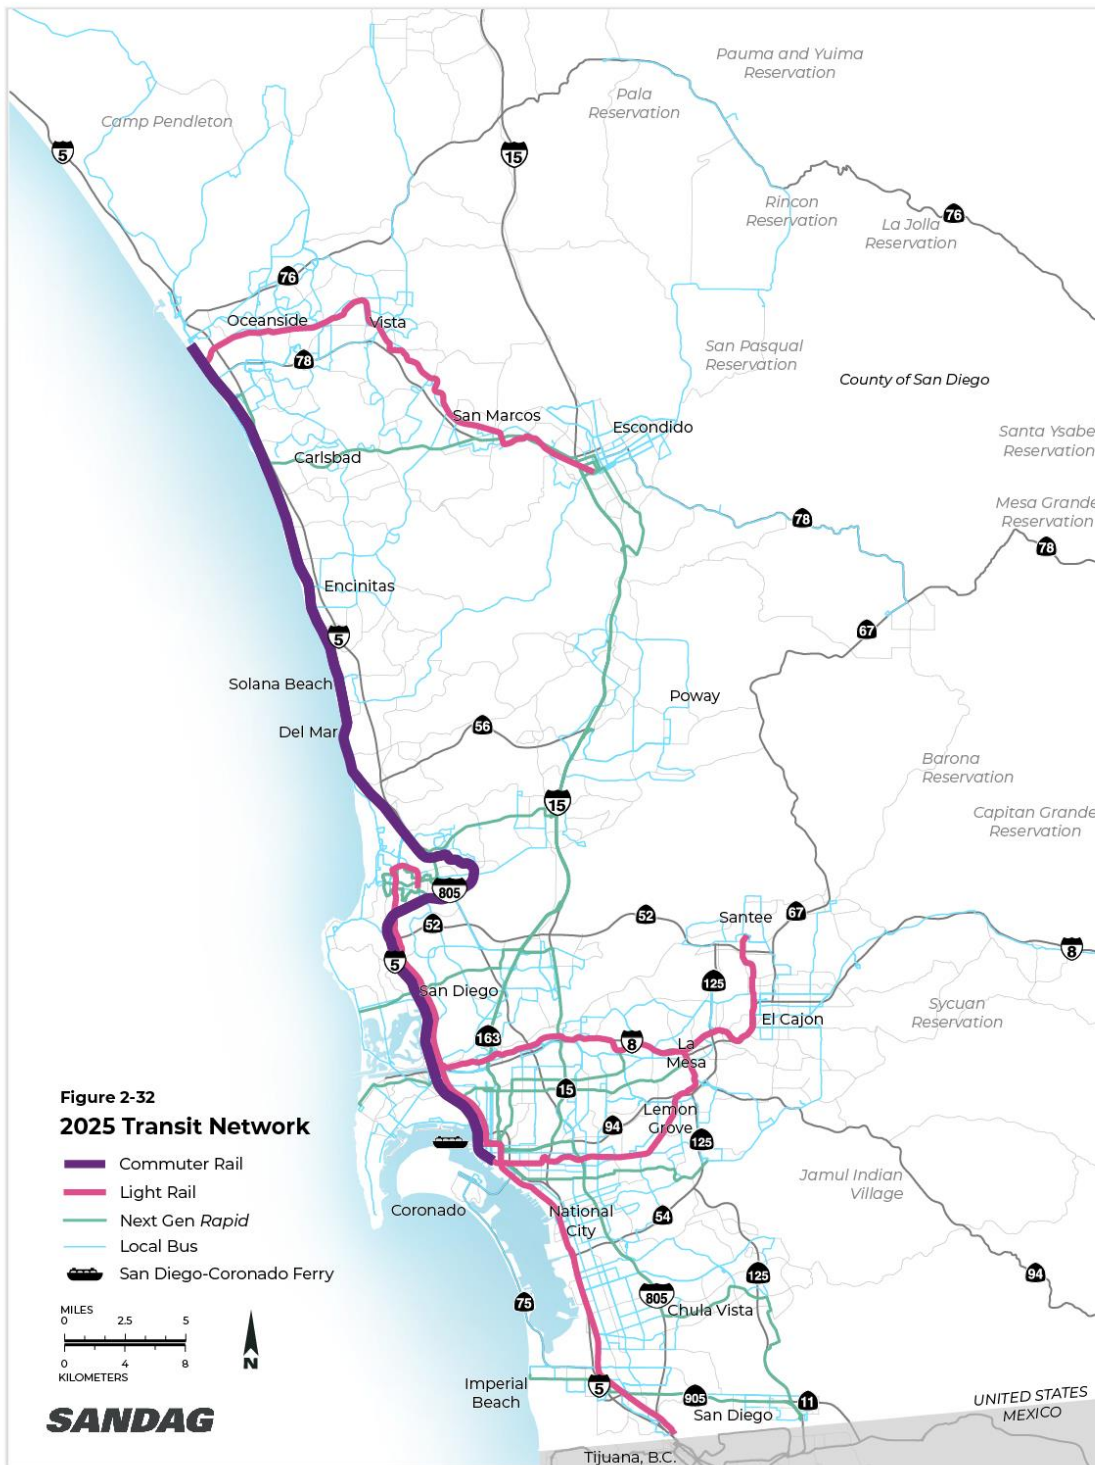 Pauma and Yuima
Reservation
Pala
Reservation
Camp Pendleton
5
15
Rincon
Reservation
76
La Jolla
Reservation
76
Oceanside
Vista
78
San Pasqual
Reservation
County of San Diego
San Marcos
Escondido
Santa Ysabe
Reservation
Carlsbad
Mesa Grande
Reservation
78
78
Encinitas
5
67
Solana Beach
Poway
Del Mar
56
Barona
Reservation
15
Capitan Grande
Reservation
805
52
52
Santee
67
5
8
125
San Diego
Sycuan
Reservation
El Cajon
163
8
La
Mesa
15
Lemon
Grove
94
125
Figure 2-32
2025 Transit Network
Commuter Rail
Light Rail
Next Gen Rapid
Local Bus
San Diego-Coronado Ferry
Jamul Indian
Village
Coronado
National
City
54
94
125
805
75
Chula Vista
MILES
0 2.5 5
0 4 8
KILOMETERS
N
Imperial
Beach
5
905
11
San Diego
UNITED STATES
MEXICO
SANDAG
Tijuana, B.C.